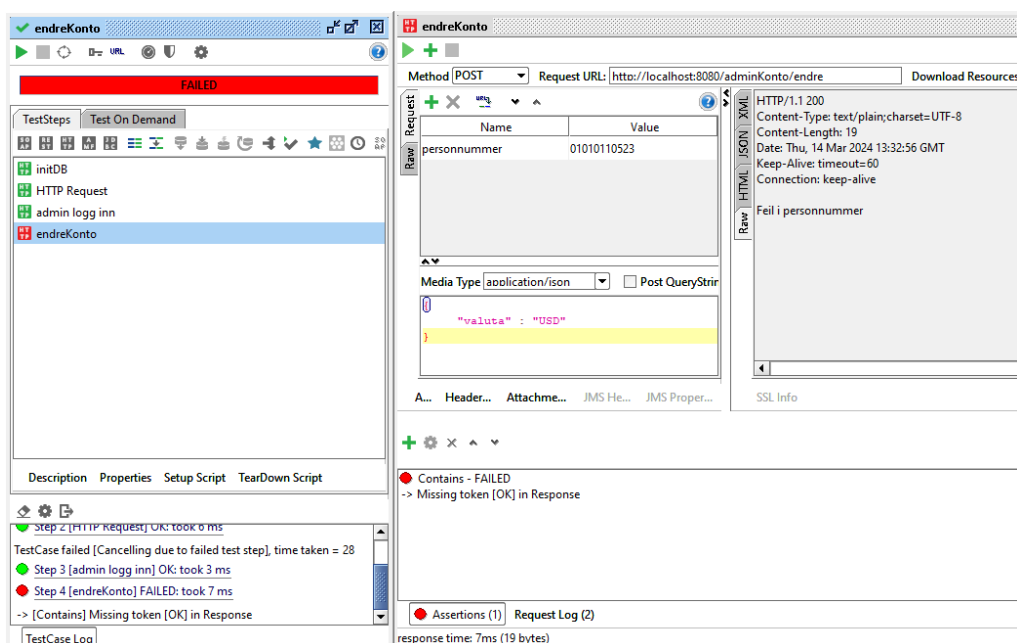 endreKonto
URL
FAILED
TestSteps
Test On Demand
initDB
HTTP Request
admin logg inn
endreKonto
Description Properties Setup Script TearDown Script
Step 2 [HTTP Request] OK: took 6 ms
TestCase failed [Cancelling due to failed test step], time taken = 28
Step 3 [admin logg inn] OK: took 3 ms
Step 4 [endreKonto] FAILED: took 7 ms
-> [Contains] Missing token [OK] in Response
TestCase Log
endreKonto
Method POST Request URL: http://localhost:8080/adminKonto/endre Download Resources
Request
Raw
Name Value
personnummer 01010110523
Media Type application/json Post QueryStrir
{
"valuta" : "USD"
}
A... Header... Attachme... JMS He... JMS Proper...
XML
JSON
HTML
Raw
HTTP/1.1 200
Content-Type: text/plain;charset=UTF-8
Content-Length: 19
Date: Thu, 14 Mar 2024 13:32:56 GMT
Keep-Alive: timeout=60
Connection: keep-alive
Feil i personnummer
SSL Info
Contains - FAILED
-> Missing token [OK] in Response
Assertions (1) Request Log (2)
response time: 7ms (19 bytes)